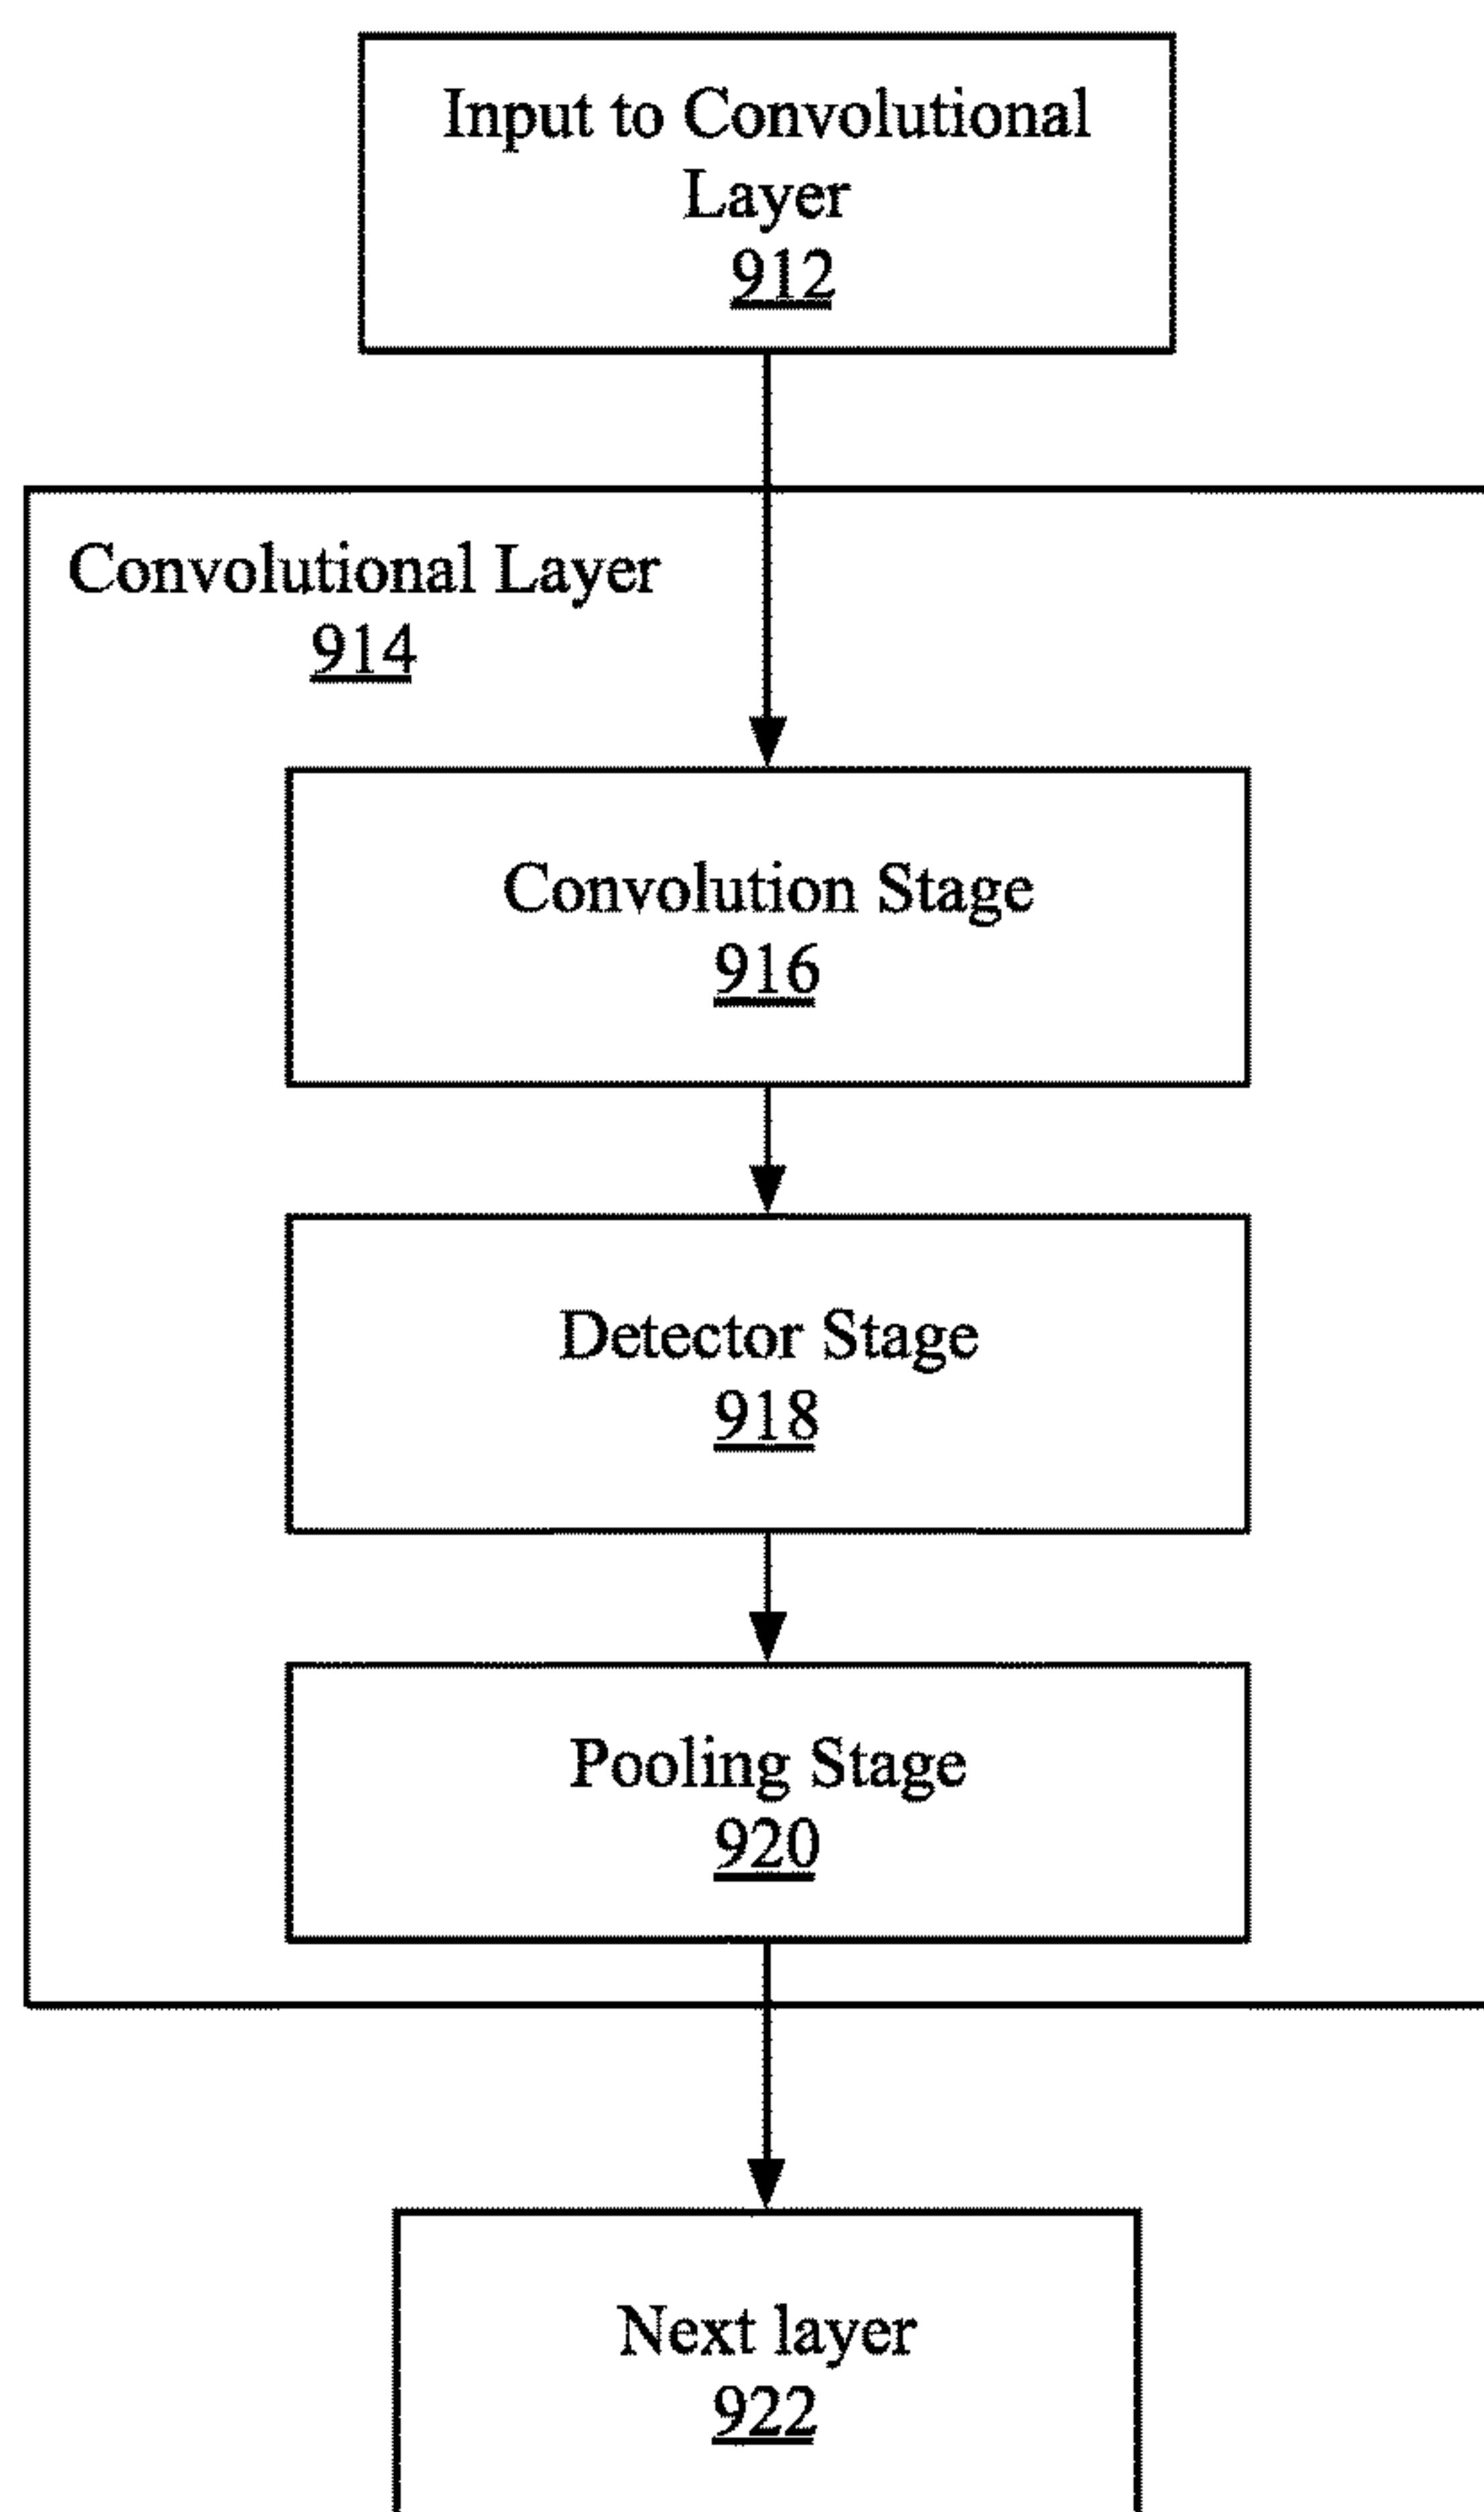 Input to Convolutional
Layer
912
Convolutional Layer
914
Convolution Stage
916
Detector Stage
918
Pooling Stage
920
Next layer
922